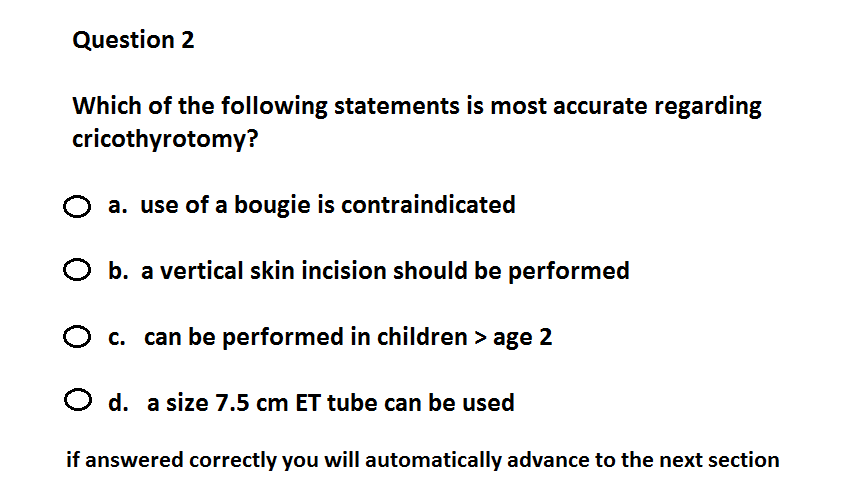 Question 2
Which of the following statements is most accurate regarding
cricothyrotomy?
a. use of a bougie is contraindicated
b. a vertical skin incision should be performed
c. can be performed in children > age 2
d. a size 7.5 cm ET tube can be used
if answered correctly you will automatically advance to the next section